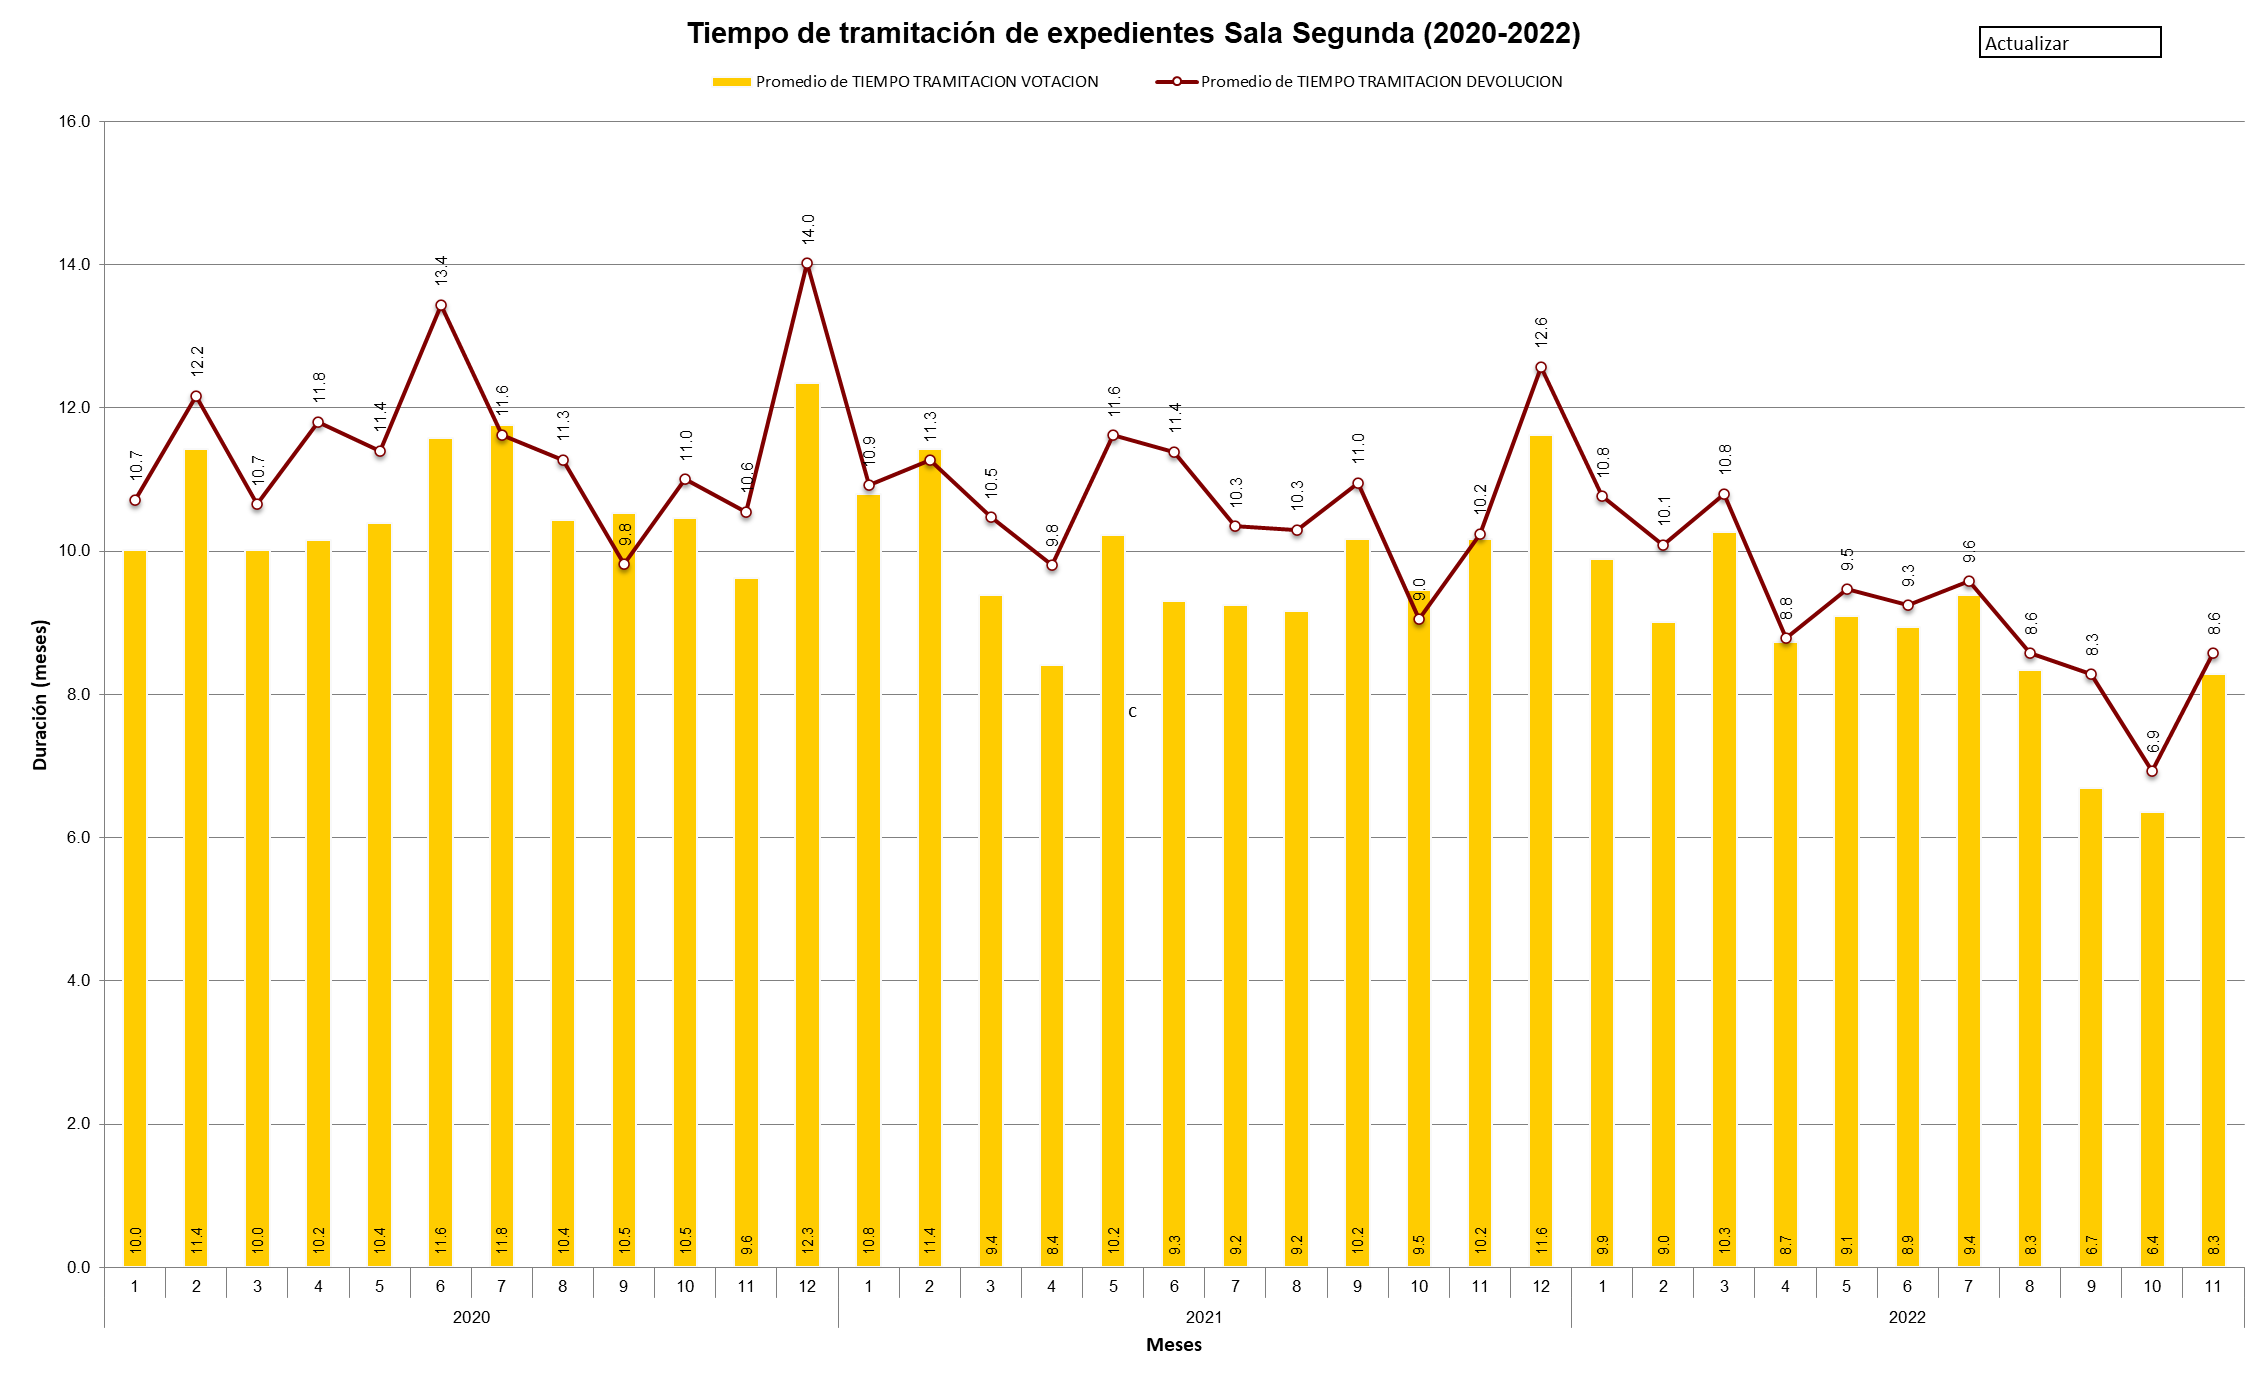 Tiempo de tramitación de expedientes Sala Segunda (2020-2022)
Actualizar
Promedio de TIEMPO TRAMITACION VOTACION
Promedio de TIEMPO TRAMITACION DEVOLUCION
16.0
14.0
12.0
10.0
8.0
6.0
4.0
2.0
0.0
Duración (meses)
10.7 12.2 10.7 11.8 11.4 13.4 11.6 11.3 9.8 11.0 10.6 14.0 10.9 11.3 10.5 9.8 11.6 11.4 10.3 10.3 11.0 9.0 10.2 12.6 10.8 10.1 10.8 8.8 9.5 9.3 9.6 8.6 8.3 6.9 8.6
C
10.0 11.4 10.0 10.2 10.4 11.6 11.8 10.4 10.5 10.5 9.6 12.3 10.8 11.4 9.4 8.4 10.2 9.3 9.2 9.2 10.2 9.5 10.2 11.6 9.9 9.0 10.3 8.7 9.1 8.9 9.4 8.3 6.7 6.4 8.3
1 2 3 4 5 6 7 8 9 10 11 12 1 2 3 4 5 6 7 8 9 10 11 12 1 2 3 4 5 6 7 8 9 10 11
2020 2021 2022
Meses